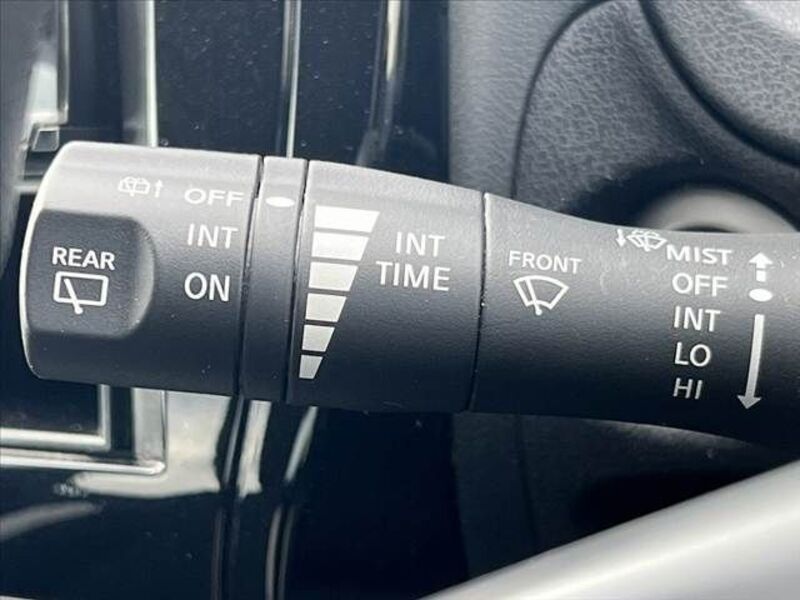 REAR
OFF
INT
ON
INT
TIME
FRONT
MIST
OFF
INT
LO
HI